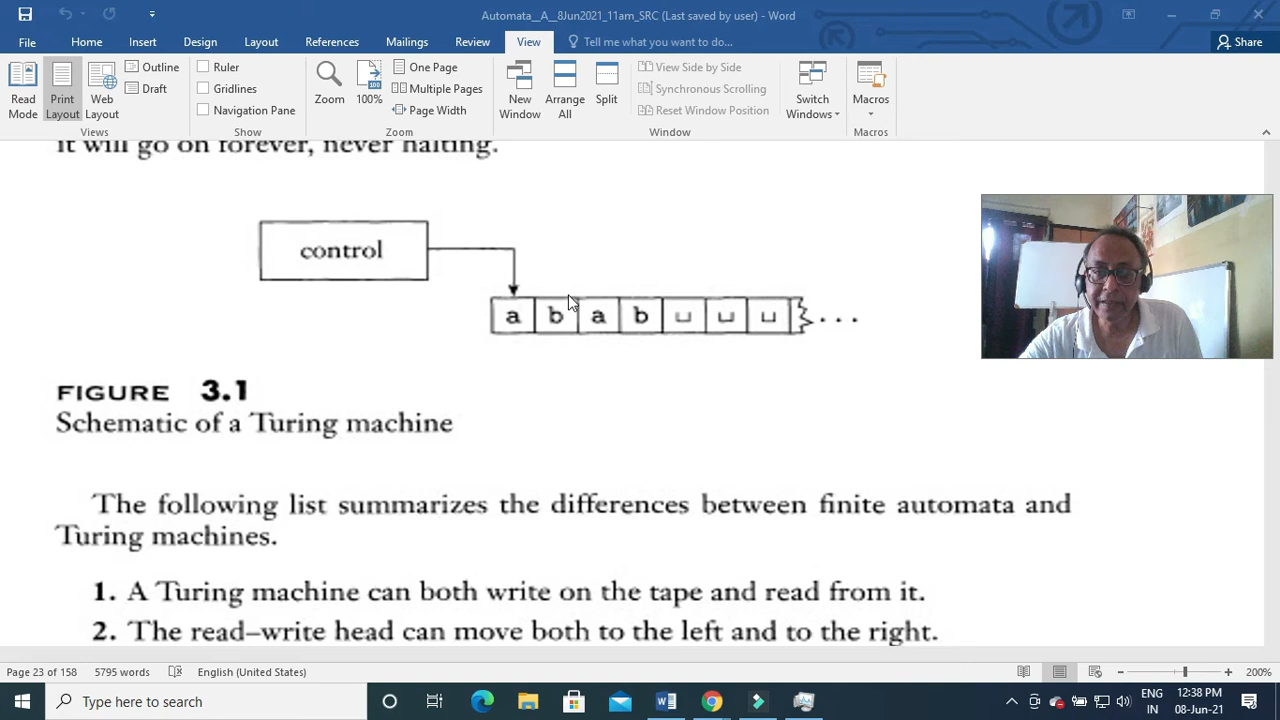 Automata__A__8Jun2021_11am_SRC (Last saved by user) - Word
File Home Insert Design Layout References Mailings Review View Tell me what you want to do... Share
Read Mode
Print Layout
Web Layout
Outline
Draft
Views
Ruler
Gridlines
Navigation Pane
Show
Zoom
100%
One Page
Multiple Pages
Page Width
Zoom
New Window
Arrange All
Split
View Side by Side
Synchronous Scrolling
Reset Window Position
Window
Switch Windows
Macros
Macros
it will go on forever, never halting.
control
a b a b ⊔ ⊔ ⊔ . . .
FIGURE 3.1
Schematic of a Turing machine
The following list summarizes the differences between finite automata and
Turing machines.
1. A Turing machine can both write on the tape and read from it.
2. The read–write head can move both to the left and to the right.
Page 23 of 158 5795 words English (United States) 200%
Type here to search
ENG
IN
12:38 PM
08-Jun-21